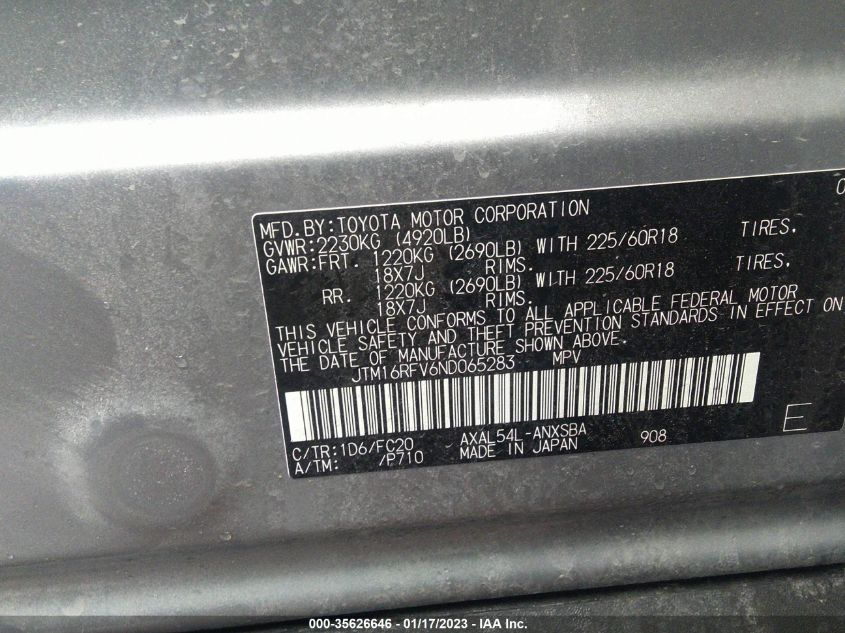 MFD.BY:TOYOTA MOTOR CORPORATION
GVWR:2230KG (4920LB)
GAWR:FRT. 1220KG (2690LB) WITH 225/60R18 TIRES.
18X7J RIMS.
RR. 1220KG (2690LB) WITH 225/60R18 TIRES.
18X7J RIMS.
THIS VEHICLE CONFORMS TO ALL APPLICABLE FEDERAL MOTOR
VEHICLE SAFETY AND THEFT PREVENTION STANDARDS IN EFFECT ON
THE DATE OF MANUFACTURE SHOWN ABOVE.
JTM16RFV6ND065283 MPV
C/TR:1D6/FC20 AXAL54L-ANXSBA
A/TM: /P710 MADE IN JAPAN 908 E
000-35626646 - 01/17/2023 - IAA Inc.